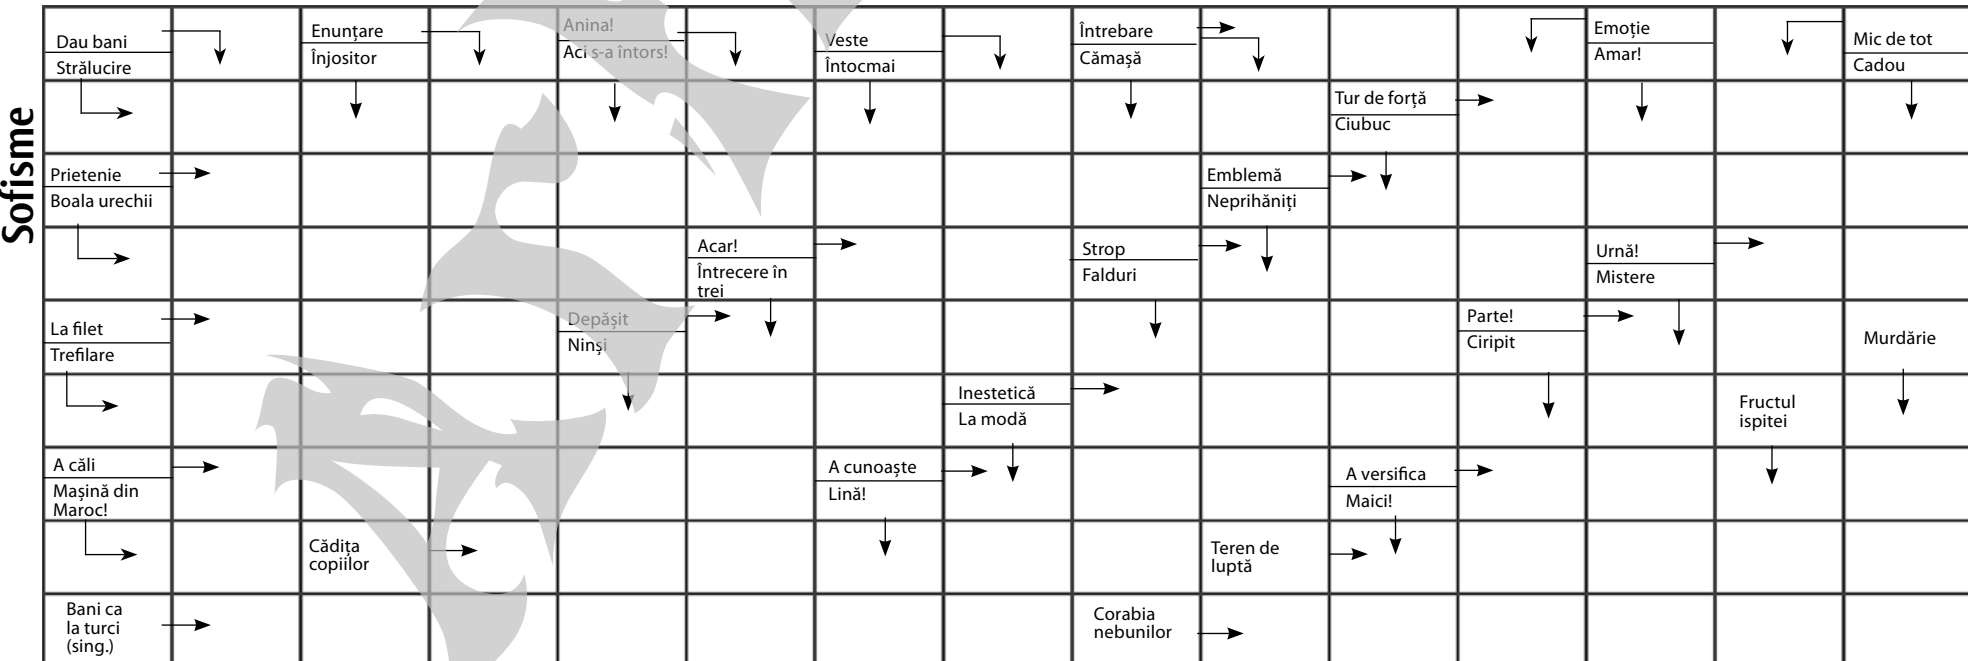 Sofisme
Dau bani
Strălucire
Enunțare
Înjositor
Anina!
Aci s-a întors!
Veste
Întocmai
Întrebare
Cămașă
Emoție
Amar!
Mic de tot
Cadou
Tur de forță
Ciubuc
Prietenie
Boala urechii
Emblemă
Neprihăniți
Acar!
Întrecere în
trei
Strop
Falduri
Urnă!
Mistere
La filet
Trefilare
Depășit
Ninși
Parte!
Ciripit
Murdărie
Inestetică
La modă
Fructul
ispitei
A căli
Mașină din
Maroc!
A cunoaște
Lină!
A versifica
Maici!
Cădița
copiilor
Teren de
luptă
Bani ca
la turci
(sing.)
Corabia
nebunilor